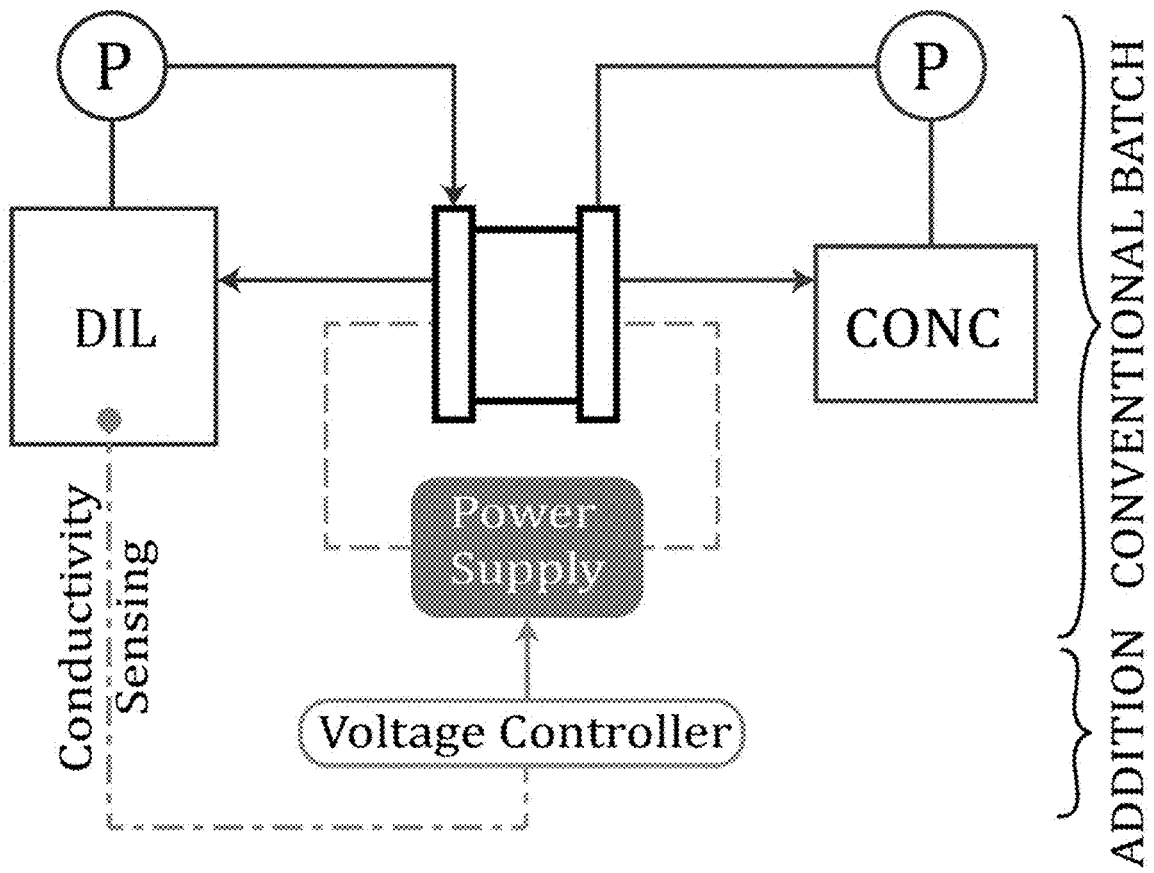 P
P
DIL
CONC
Power
Supply
Voltage Controller
Conductivity
Sensing
CONVENTIONAL BATCH
ADDITION